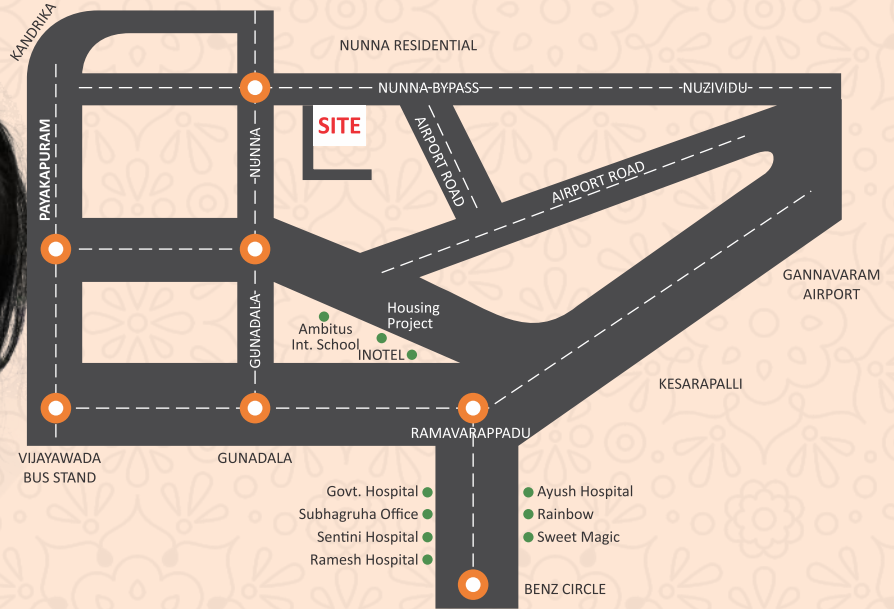 KANDRIKA
NUNNA RESIDENTIAL
NUNNA BYPASS
NUZIVIDU
SITE
PAYAKAPURAM
NUNNA
AIRPORT ROAD
AIRPORT ROAD
GANNAVARAM
AIRPORT
GUNADALA
Housing
Project
Ambitus
Int. School
INOTEL
KESARAPALLI
RAMAVARAPPADU
VIJAYAWADA
BUS STAND
GUNADALA
Govt. Hospital
Subhagruha Office
Sentini Hospital
Ramesh Hospital
Ayush Hospital
Rainbow
Sweet Magic
BENZ CIRCLE